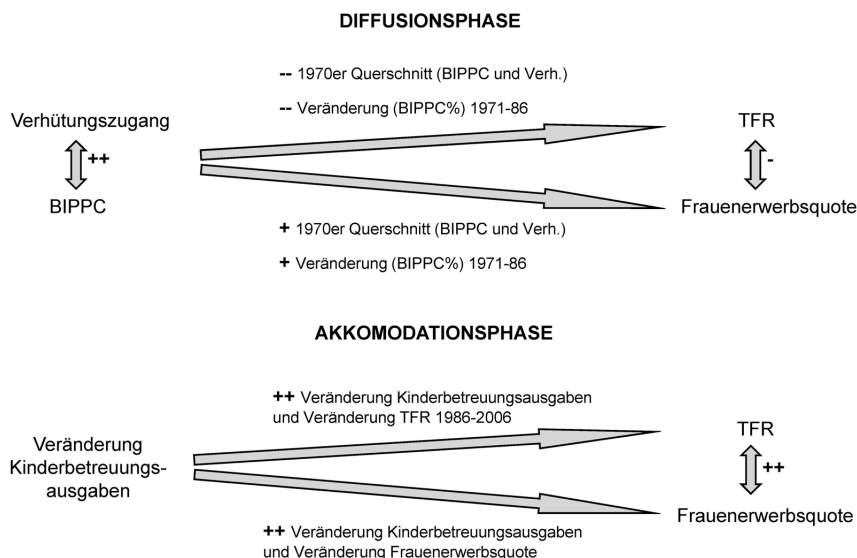 DIFFUSIONSPHASE
-- 1970er Querschnitt (BIPPC und Verh.)
-- Veränderung (BIPPC%) 1971-86
Verhütungszugang
++
BIPPC
TFR
-
Frauenerwerbsquote
+ 1970er Querschnitt (BIPPC und Verh.)
+ Veränderung (BIPPC%) 1971-86
AKKOMODATIONSPHASE
++ Veränderung Kinderbetreuungsausgaben
und Veränderung TFR 1986-2006
Veränderung
Kinderbetreuungs-
ausgaben
TFR
++
Frauenerwerbsquote
++ Veränderung Kinderbetreuungsausgaben
und Veränderung Frauenerwerbsquote